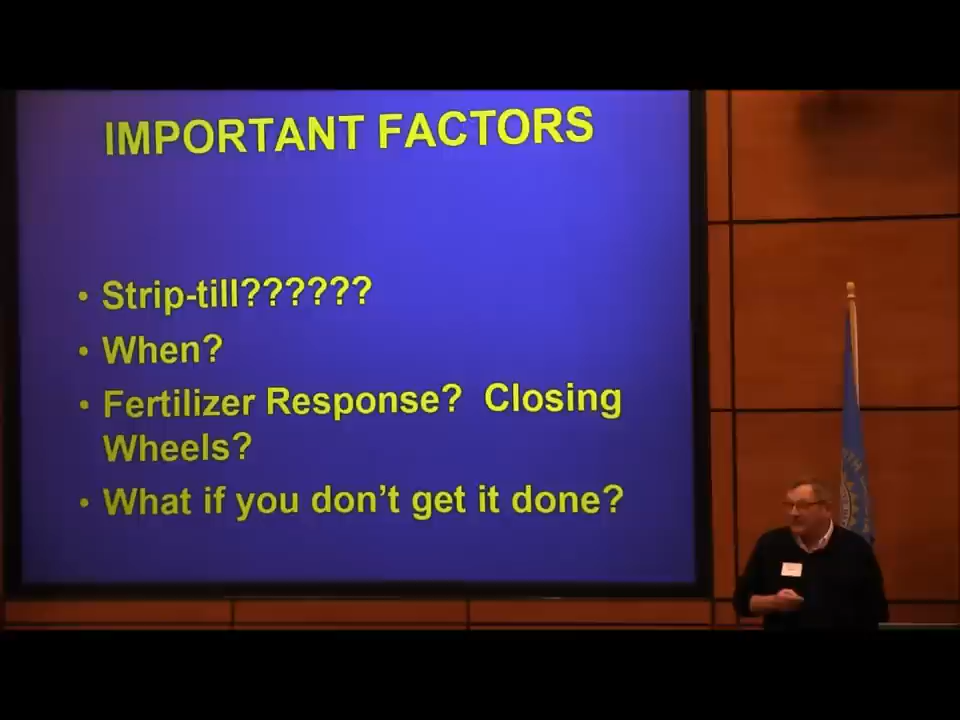 IMPORTANT FACTORS
• Strip-till??????
• When?
• Fertilizer Response? Closing
Wheels?
• What if you don't get it done?